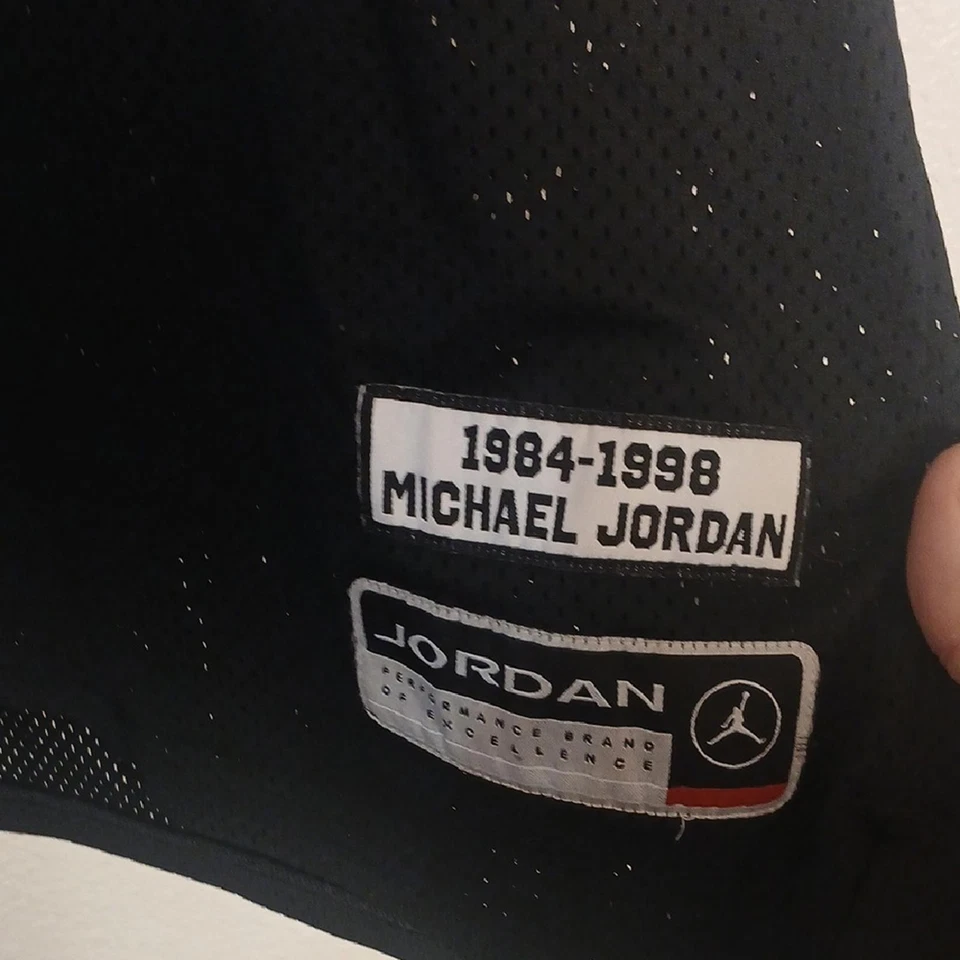 1984-1998
MICHAEL JORDAN
JORDAN
PERFORMANCE BRAND
OF EXCELLENCE